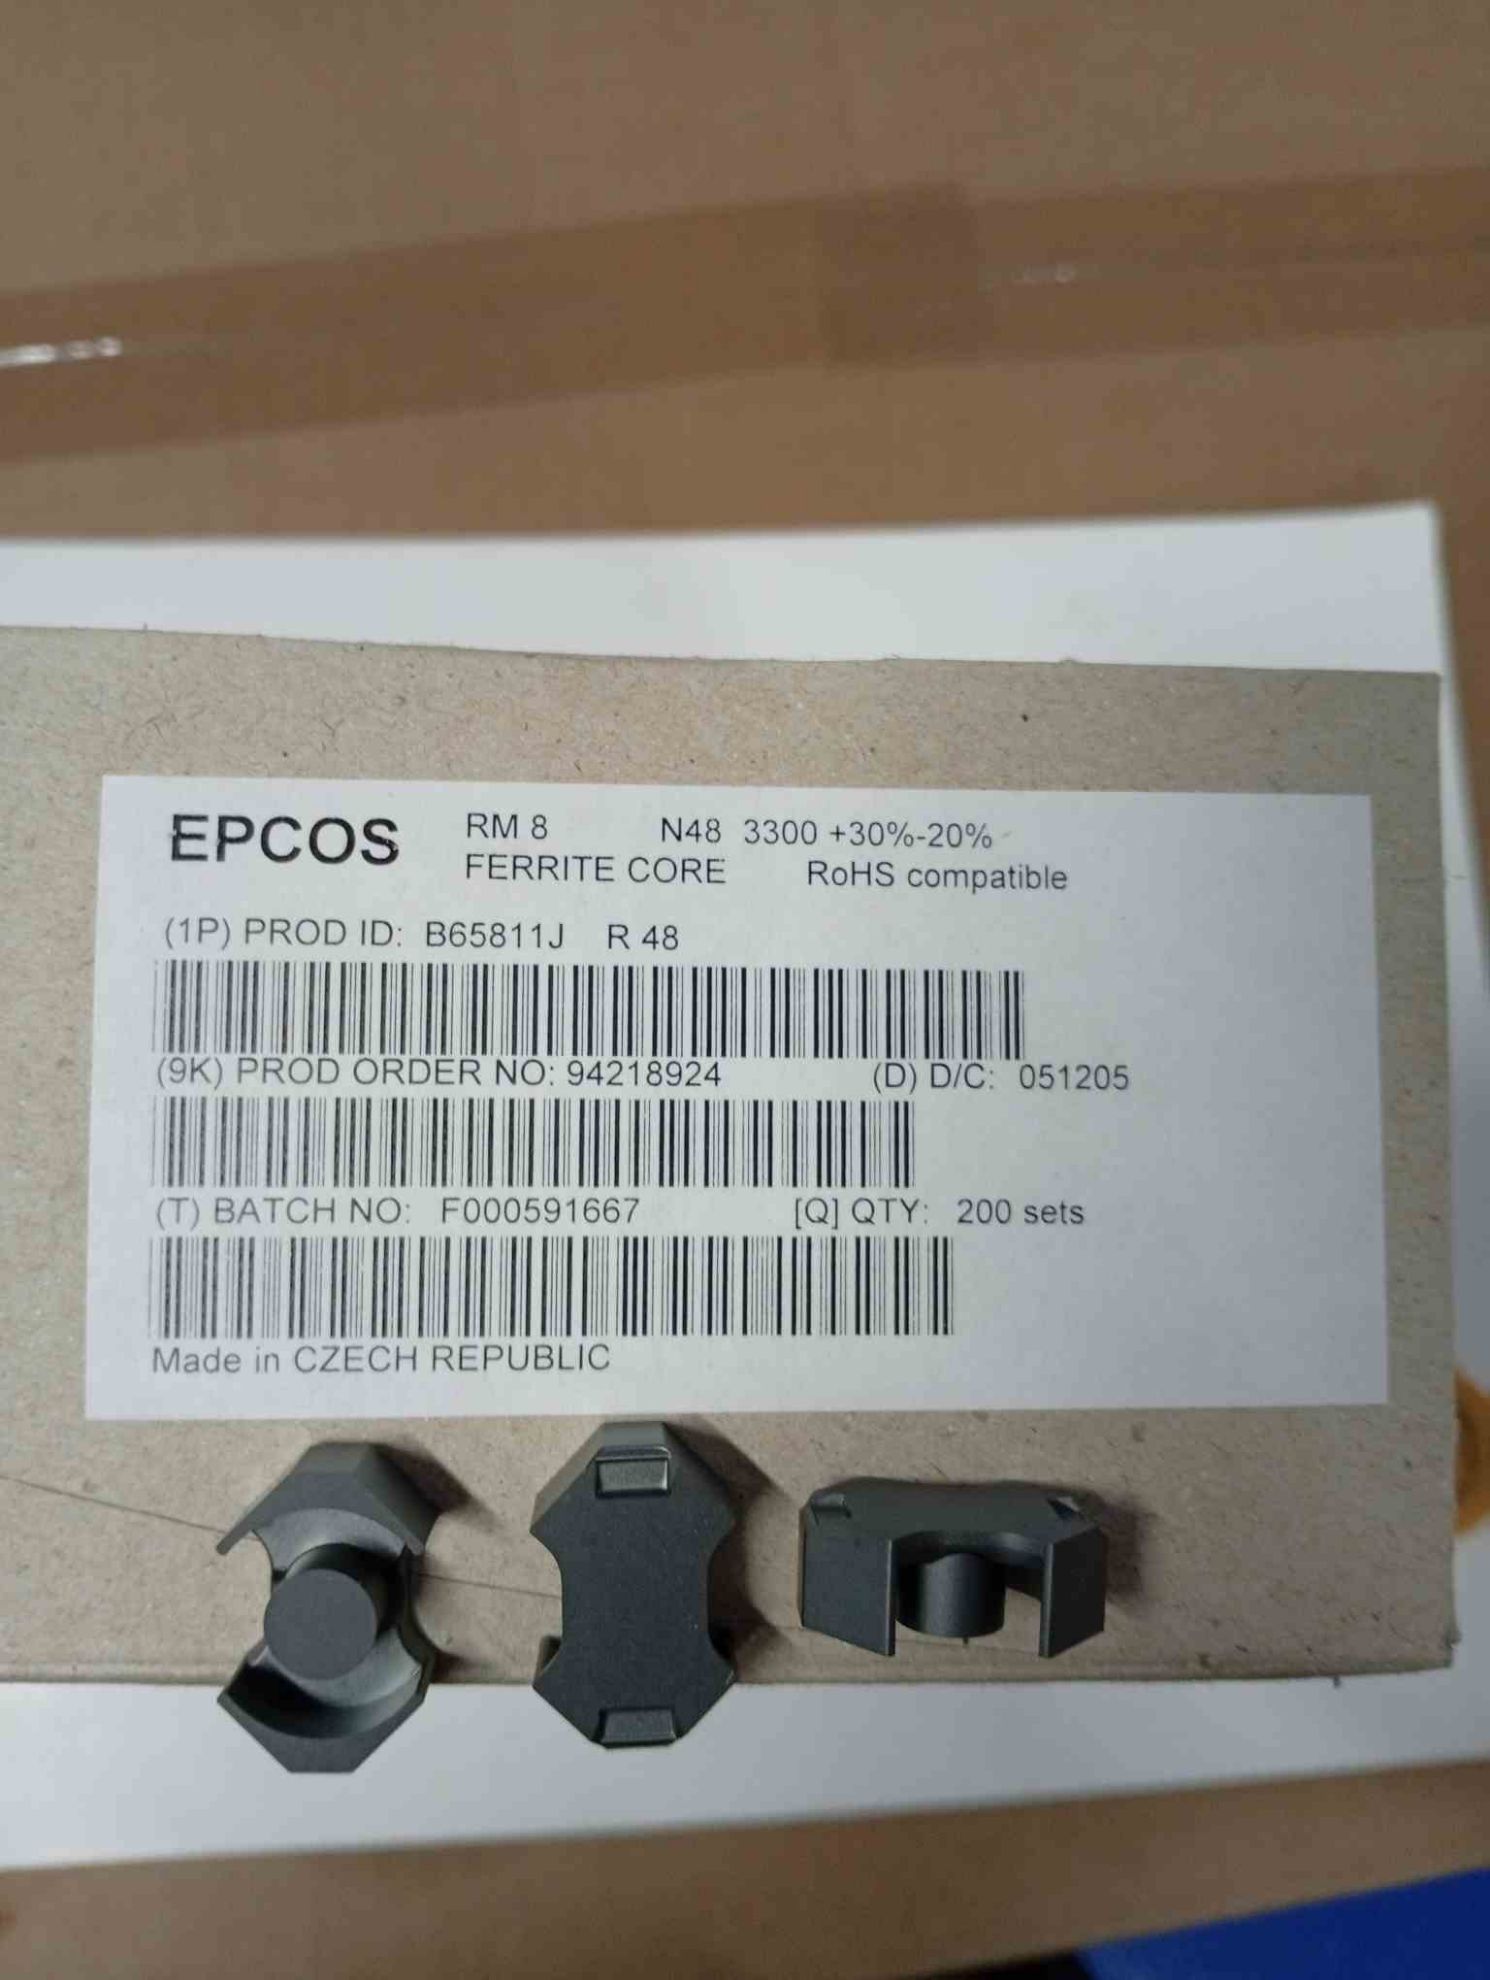 EPCOS RM 8 N48 3300 +30%-20%
FERRITE CORE RoHS compatible
(1P) PROD ID: B65811J R 48
(9K) PROD ORDER NO: 94218924 (D) D/C: 051205
(T) BATCH NO: F000591667 [Q] QTY: 200 sets
Made in CZECH REPUBLIC